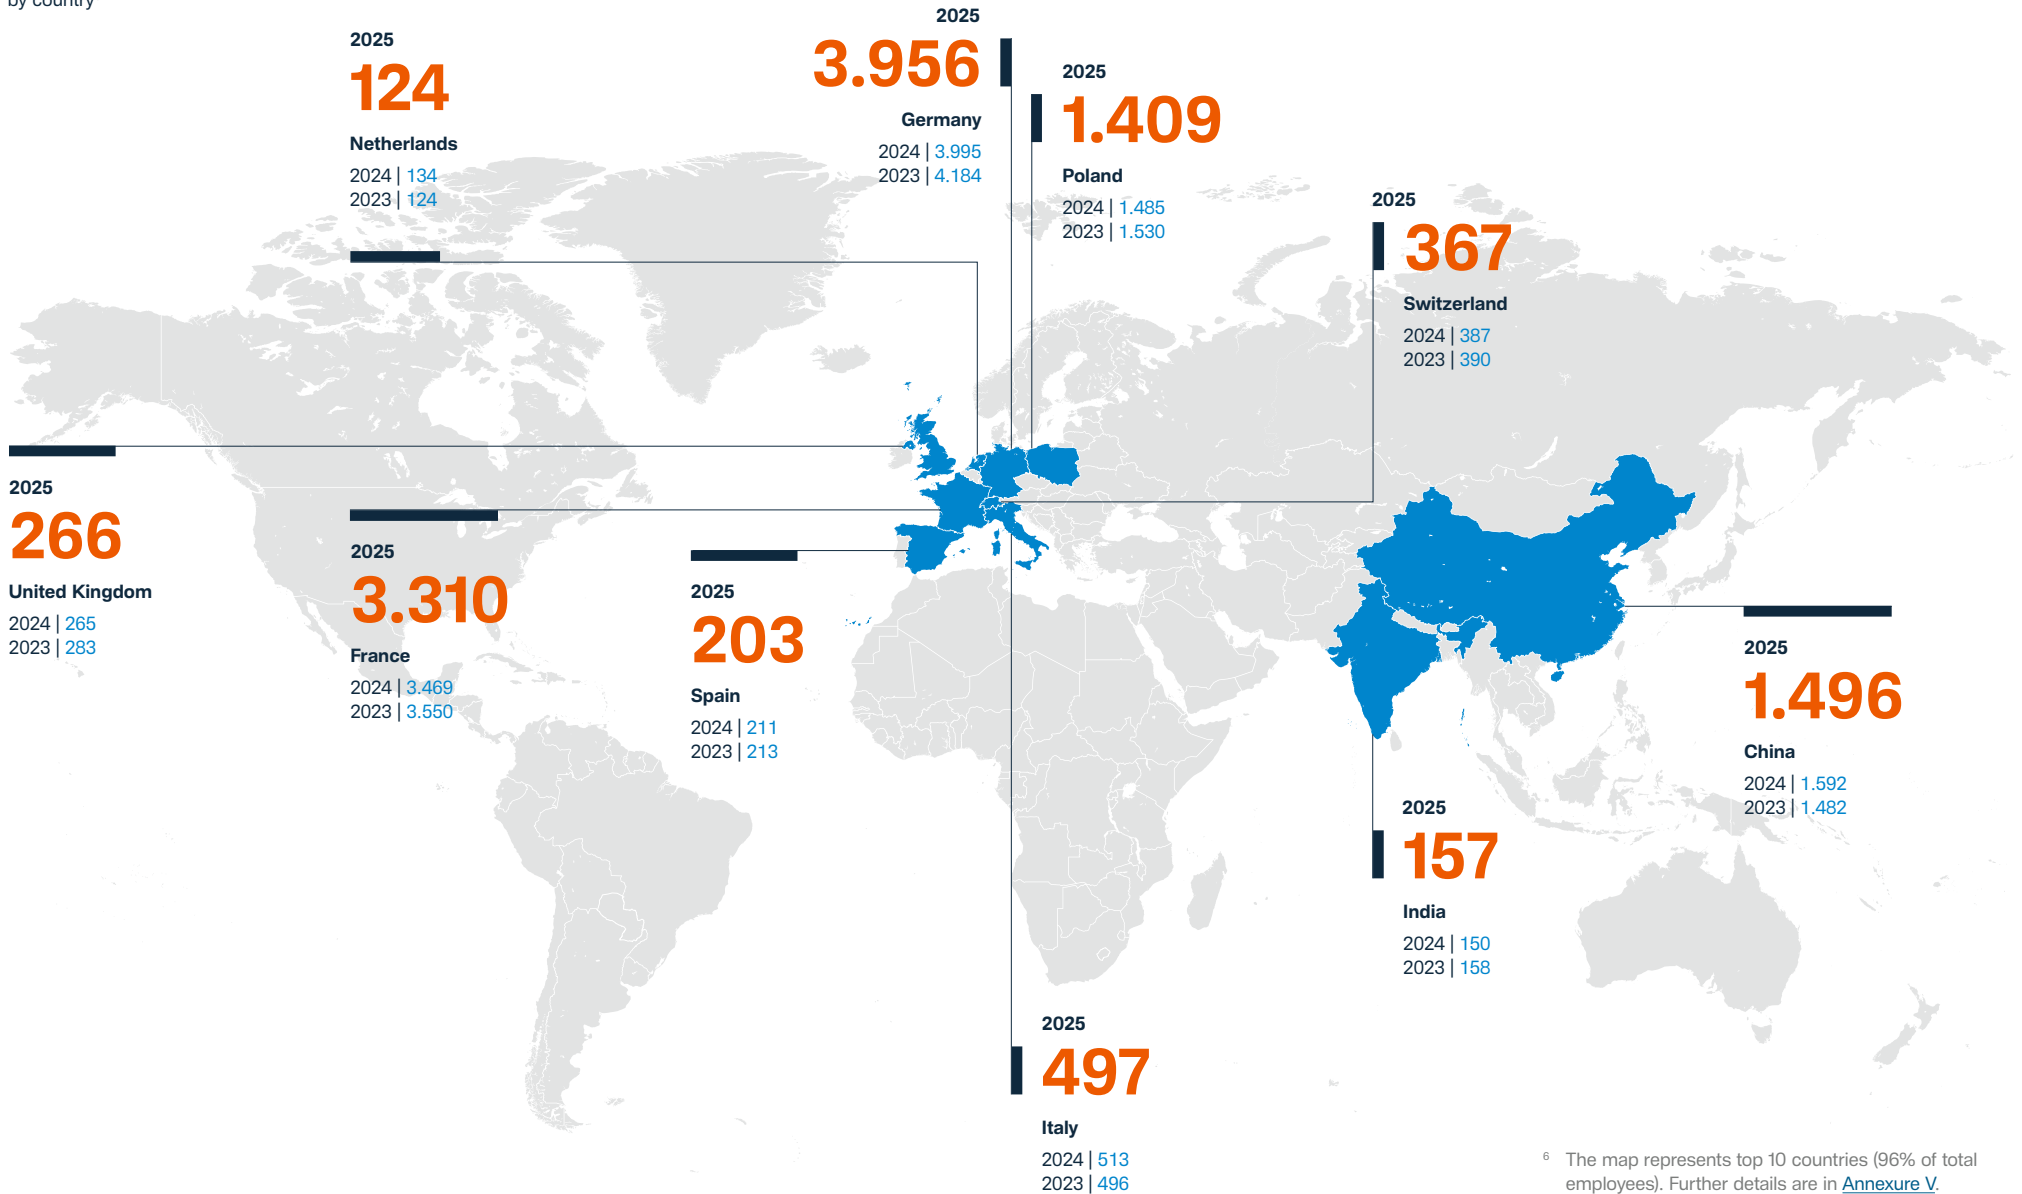 by country
2025
124
Netherlands
2024 | 134
2023 | 124
2025
3.956
Germany
2024 | 3.995
2023 | 4.184
2025
1.409
Poland
2024 | 1.485
2023 | 1.530
2025
367
Switzerland
2024 | 387
2023 | 390
2025
266
United Kingdom
2024 | 265
2023 | 283
2025
3.310
France
2024 | 3.469
2023 | 3.550
2025
203
Spain
2024 | 211
2023 | 213
2025
1.496
China
2024 | 1.592
2023 | 1.482
2025
157
India
2024 | 150
2023 | 158
2025
497
Italy
2024 | 513
2023 | 496
6 The map represents top 10 countries (96% of total
employees). Further details are in Annexure V.